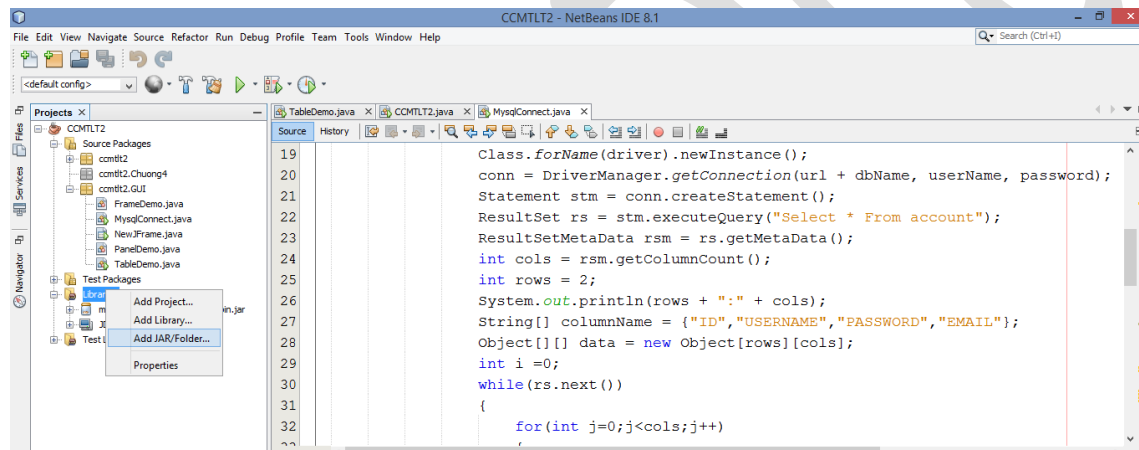 CCMTLT2 - NetBeans IDE 8.1
File Edit View Navigate Source Refactor Run Debug Profile Team Tools Window Help
Search (Ctrl+I)
<default config>
Projects
TableDemo.java
CCMTLT2.java
MysqlConnect.java
Source History
Files
Services
Navigator
CCMTLT2
Source Packages
ccmtlt2
ccmtlt2.Chuong4
ccmtlt2.GUI
FrameDemo.java
MysqlConnect.java
NewJFrame.java
PanelDemo.java
TableDemo.java
Test Packages
in.jar
Add Project...
Add Library...
Add JAR/Folder...
Properties
19 Class.forName(driver).newInstance();
20 conn = DriverManager.getConnection(url + dbName, userName, password);
21 Statement stm = conn.createStatement();
22 ResultSet rs = stm.executeQuery("Select * From account");
23 ResultSetMetaData rsm = rs.getMetaData();
24 int cols = rsm.getColumnCount();
25 int rows = 2;
26 System.out.println(rows + ":" + cols);
27 String[] columnName = {"ID","USERNAME","PASSWORD","EMAIL"};
28 Object[][] data = new Object[rows][cols];
29 int i =0;
30 while(rs.next())
31 {
32 for(int j=0;j<cols;j++)